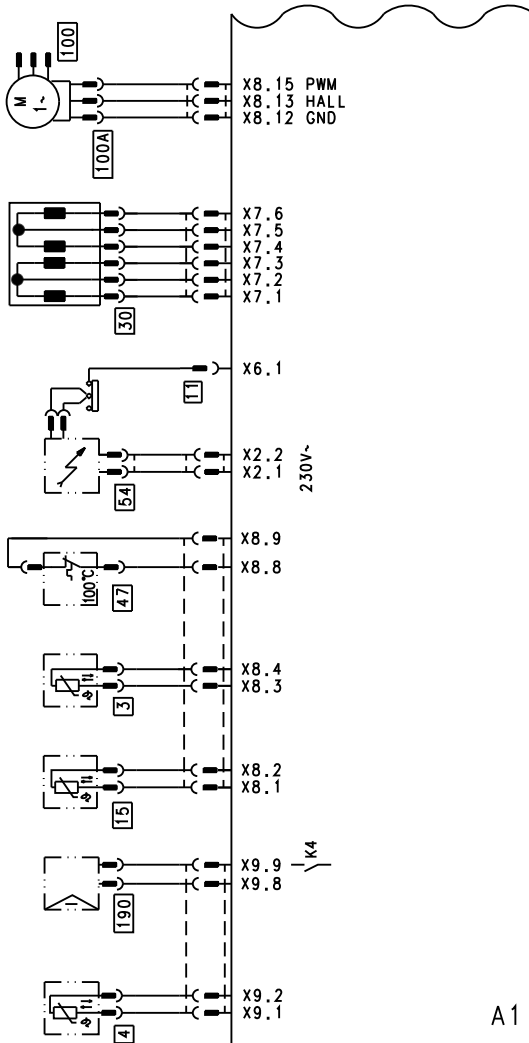 100
M
1~
X8.15 PWM
X8.13 HALL
X8.12 GND
100A
X7.6
X7.5
X7.4
X7.3
X7.2
X7.1
30
X6.1
11
X2.2
X2.1
230V~
54
X8.9
X8.8
100°C
47
X8.4
X8.3
3
X8.2
X8.1
15
X9.9
K4
X9.8
190
X9.2
X9.1
4
A1